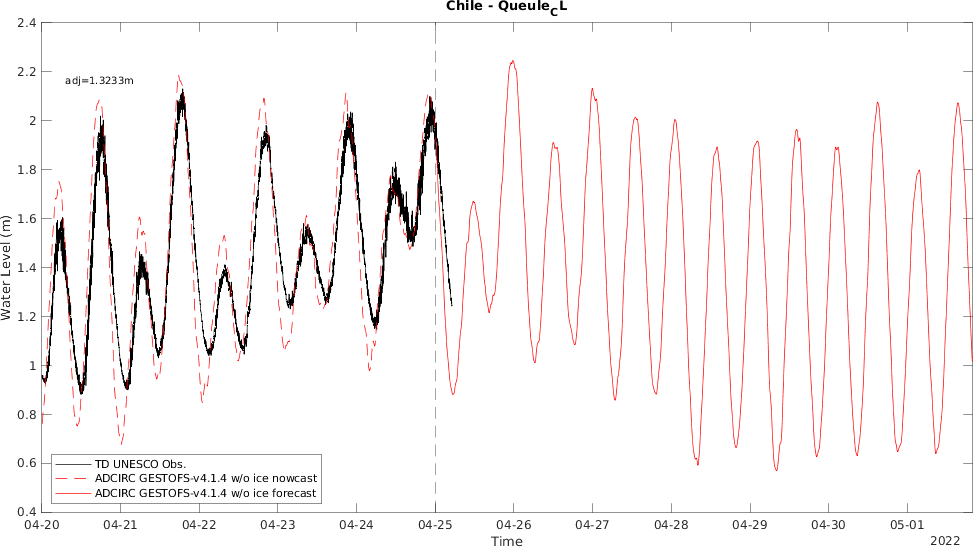 Chile - Queule_CL
adj=1.3233m
Water Level (m)
2.4
2.2
2
1.8
1.6
1.4
1.2
1
0.8
0.6
0.4
TD UNESCO Obs.
ADCIRC GESTOFS-v4.1.4 w/o ice nowcast
ADCIRC GESTOFS-v4.1.4 w/o ice forecast
04-20 04-21 04-22 04-23 04-24 04-25 04-26 04-27 04-28 04-29 04-30 05-01
Time
2022